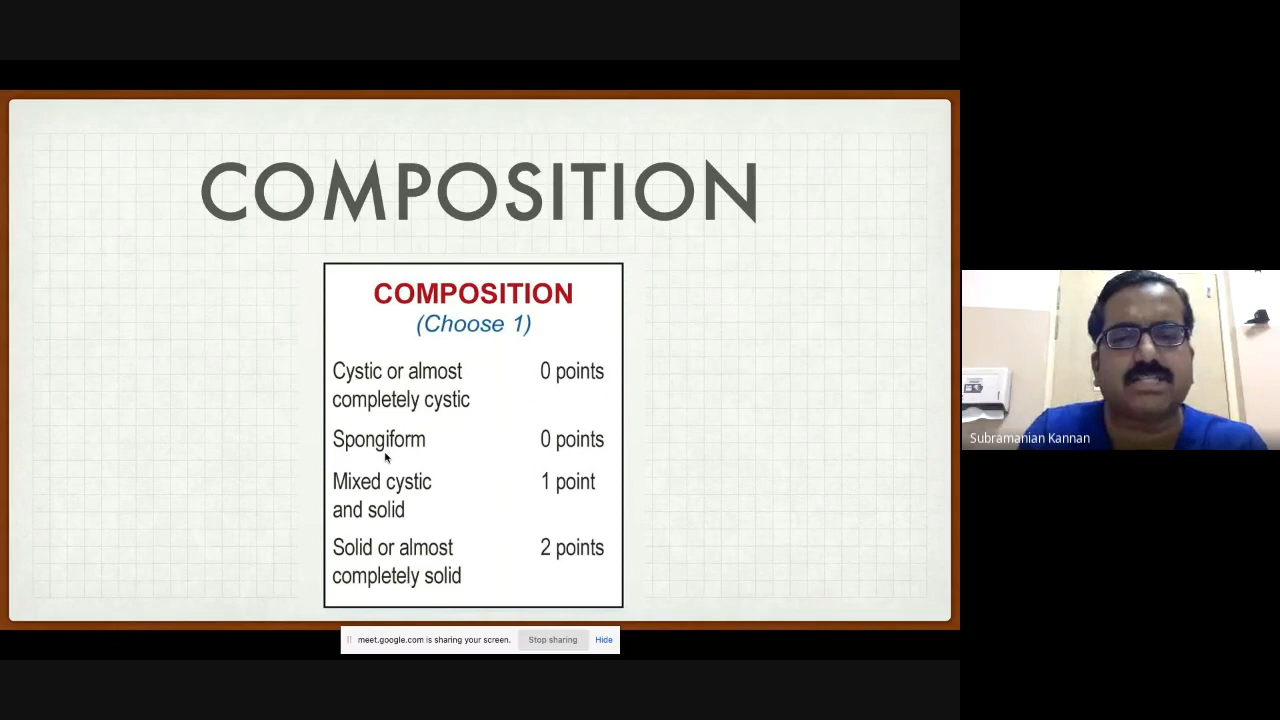 COMPOSITION
COMPOSITION
(Choose 1)
Cystic or almost 0 points
completely cystic
Spongiform 0 points
Mixed cystic 1 point
and solid
Solid or almost 2 points
completely solid
meet.google.com is sharing your screen. Stop sharing Hide
Subramanian Kannan